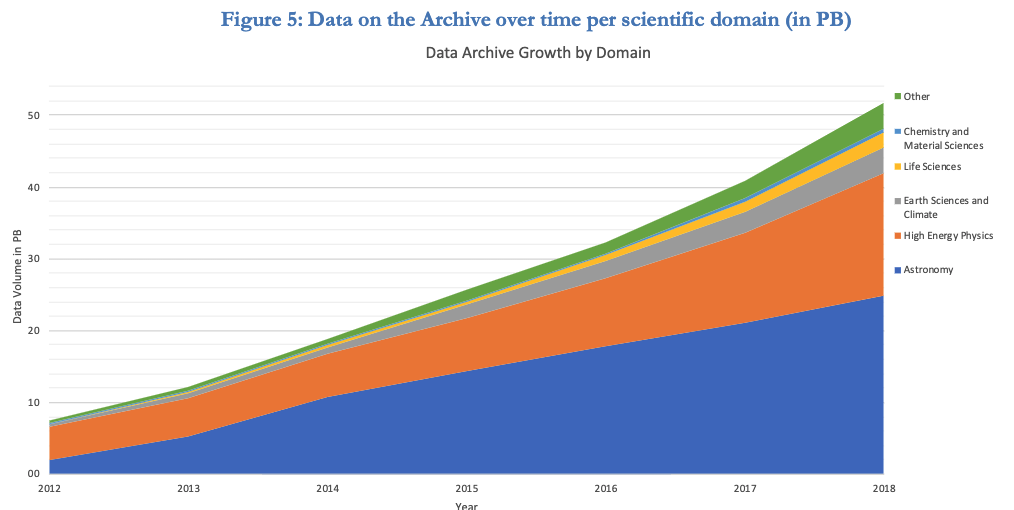 Figure 5: Data on the Archive over time per scientific domain (in PB)
Data Archive Growth by Domain
50
40
30
20
10
00
Data Volume in PB
2012 2013 2014 2015 2016 2017 2018
Year
Other
Chemistry and
Material Sciences
Life Sciences
Earth Sciences and
Climate
High Energy Physics
Astronomy